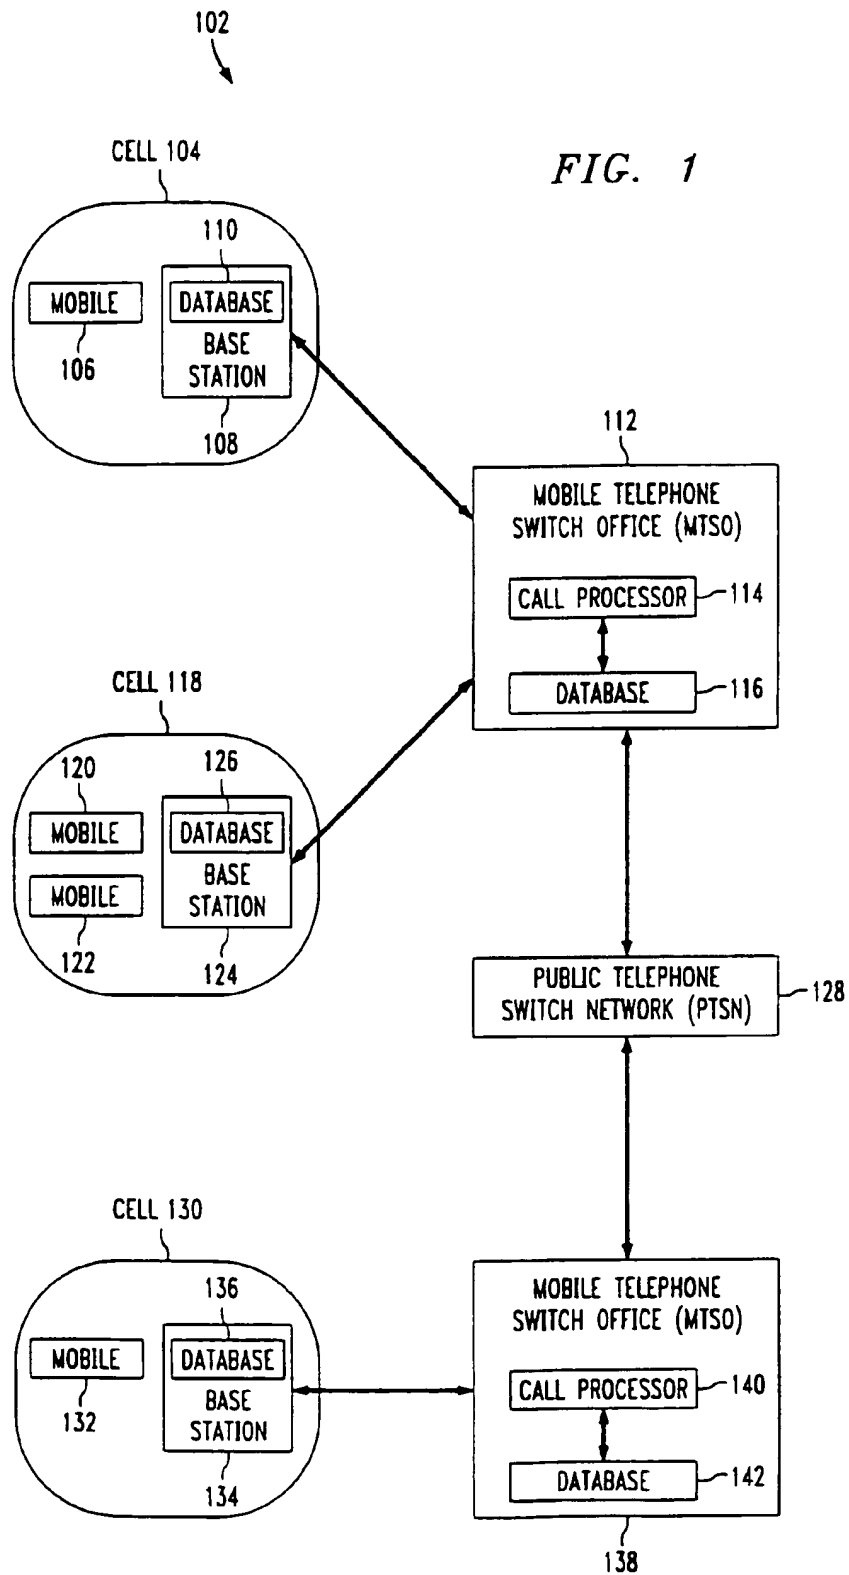 102
FIG. 1
CELL 104
110
DATABASE
MOBILE
106
BASE
STATION
108
112
MOBILE TELEPHONE
SWITCH OFFICE (MTSO)
CALL PROCESSOR
114
DATABASE
116
CELL 118
120
126
MOBILE
DATABASE
MOBILE
BASE
STATION
122
124
PUBLIC TELEPHONE
SWITCH NETWORK (PTSN)
128
CELL 130
136
MOBILE
DATABASE
132
BASE
STATION
134
MOBILE TELEPHONE
SWITCH OFFICE (MTSO)
CALL PROCESSOR
140
DATABASE
142
138